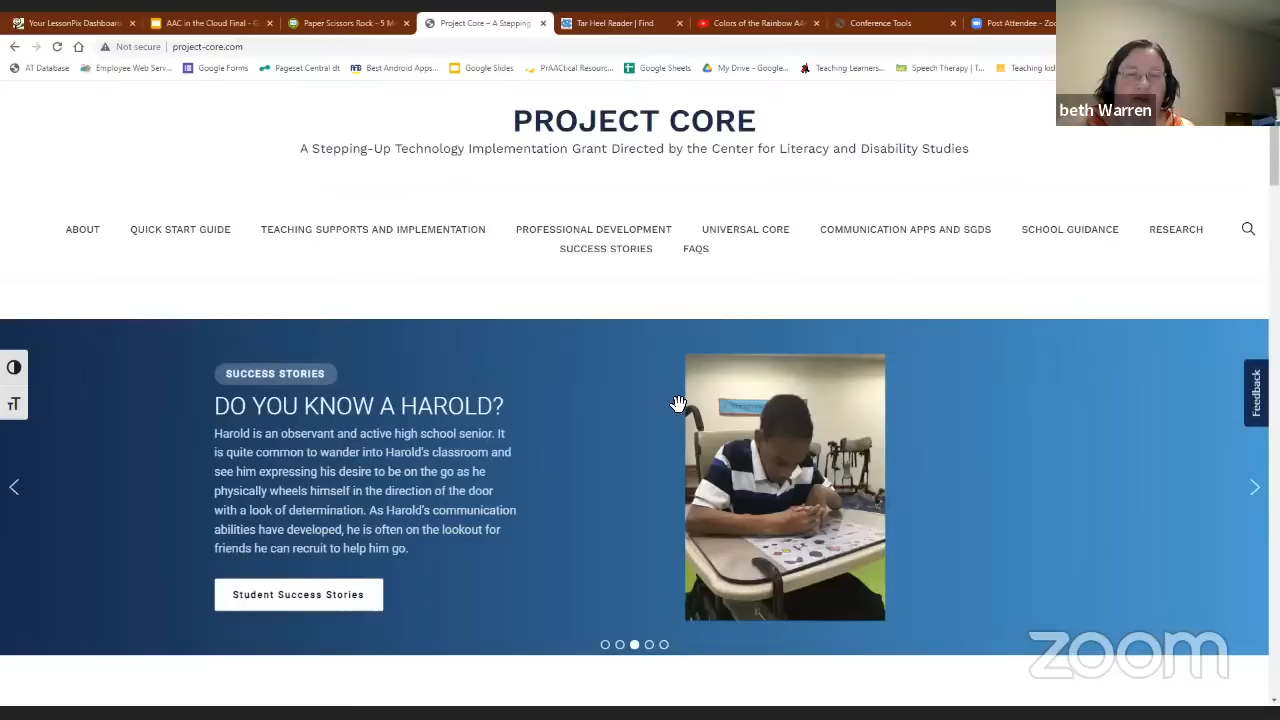 Your LessonPix Dashboard
AAC in the Cloud Final - G
Paper Scissors Rock - 5 M
Project Core – A Stepping
Tar Heel Reader | Find
Colors of the Rainbow AA
Conference Tools
Post Attendee - Zo
Not secure | project-core.com
AT Database
Employee Web Serv...
Google Forms
Pageset Central dt
Best Android Apps...
Google Slides
PrAACtical Resourc...
Google Sheets
My Drive - Google...
Teaching Learners...
Speech Therapy | T...
Teaching kid
beth Warren
PROJECT CORE
A Stepping-Up Technology Implementation Grant Directed by the Center for Literacy and Disability Studies
ABOUT
QUICK START GUIDE
TEACHING SUPPORTS AND IMPLEMENTATION
PROFESSIONAL DEVELOPMENT
UNIVERSAL CORE
COMMUNICATION APPS AND SGDS
SCHOOL GUIDANCE
RESEARCH
SUCCESS STORIES
FAQS
SUCCESS STORIES
DO YOU KNOW A HAROLD?
Harold is an observant and active high school senior. It
is quite common to wander into Harold's classroom and
see him expressing his desire to be on the go as he
physically wheels himself in the direction of the door
with a look of determination. As Harold's communication
abilities have developed, he is often on the lookout for
friends he can recruit to help him go.
Student Success Stories
Feedback
TT
zoom